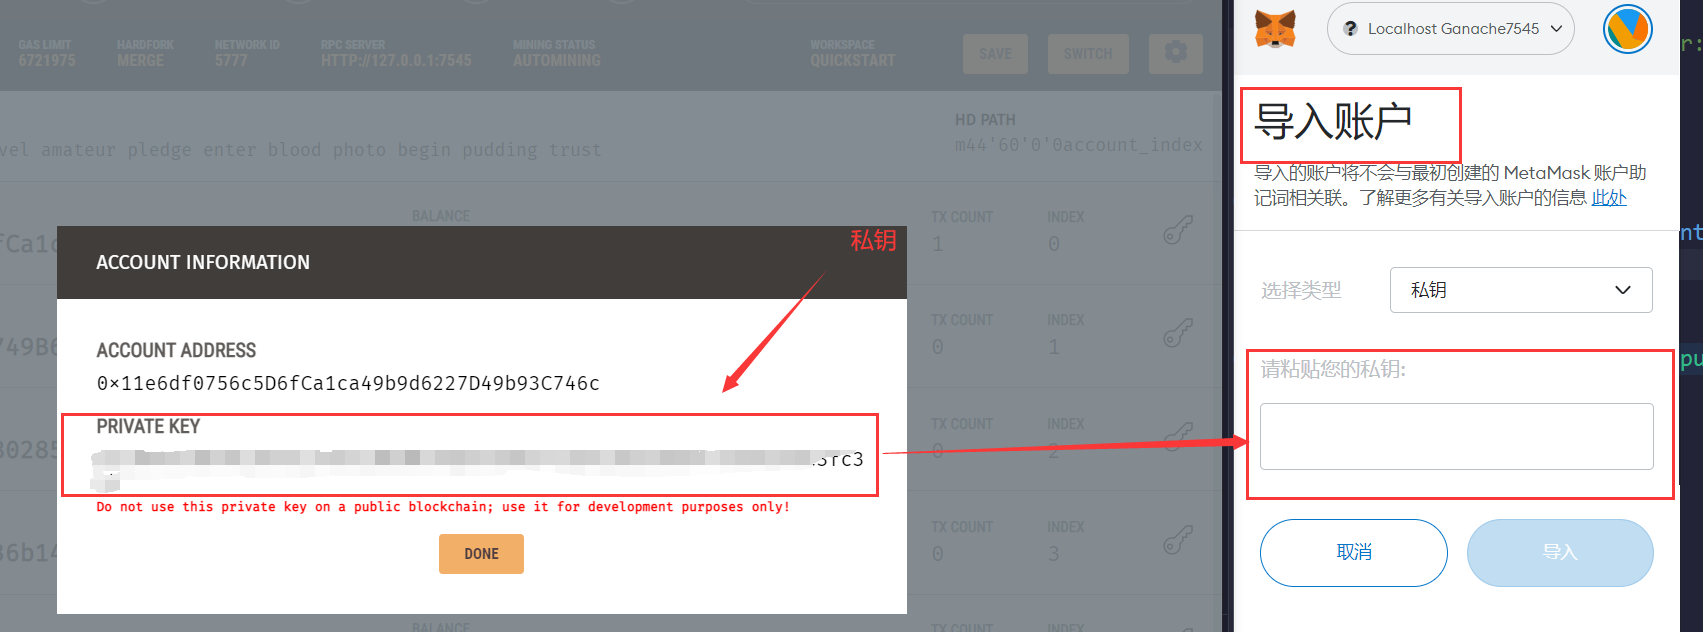 GAS LIMIT
6721975
HARDFORK
MERGE
NETWORK ID
5777
RPC SERVER
HTTP://127.0.0.1:7545
MINING STATUS
AUTOMINING
WORKSPACE
QUICKSTART
SAVE
SWITCH
vel amateur pledge enter blood photo begin pudding trust
HD PATH
m44'60'0'0account_index
BALANCE
TX COUNT
1
INDEX
0
TX COUNT
0
INDEX
1
TX COUNT
0
INDEX
2
TX COUNT
0
INDEX
3
BALANCE
TX COUNT
INDEX
ACCOUNT INFORMATION
私钥
ACCOUNT ADDRESS
0×11e6df0756c5D6fCa1ca49b9d6227D49b93C746c
PRIVATE KEY
fc3
Do not use this private key on a public blockchain; use it for development purposes only!
DONE
Localhost Ganache7545
导入账户
导入的账户将不会与最初创建的 MetaMask 账户助
记词相关联。了解更多有关导入账户的信息 此处
选择类型
私钥
请粘贴您的私钥:
取消
导入
r:
nt
pu